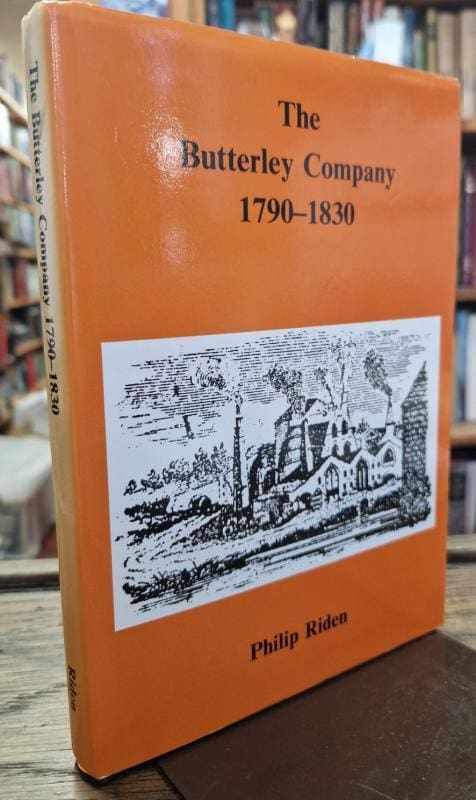 The
Butterley Company
1790–1830
Philip Riden
The Butterley Company 1790–1830
Riden